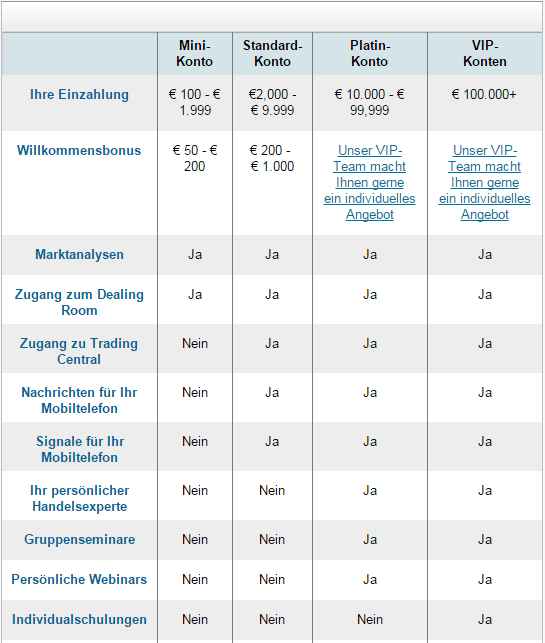 Mini-
Konto
Standard-
Konto
Platin-
Konto
VIP-
Konten
Ihre Einzahlung
€ 100 - €
1.999
€2,000 -
€ 9.999
€ 10.000 - €
99,999
€ 100.000+
Willkommensbonus
€ 50 - €
200
€ 200 -
€ 1.000
Unser VIP-
Team macht
Ihnen gerne
ein individuelles
Angebot
Unser VIP-
Team macht
Ihnen gerne
ein individuelles
Angebot
Marktanalysen
Ja
Ja
Ja
Ja
Zugang zum Dealing
Room
Ja
Ja
Ja
Ja
Zugang zu Trading
Central
Nein
Ja
Ja
Ja
Nachrichten für Ihr
Mobiltelefon
Nein
Ja
Ja
Ja
Signale für Ihr
Mobiltelefon
Nein
Ja
Ja
Ja
Ihr persönlicher
Handelsexperte
Nein
Nein
Ja
Ja
Gruppenseminare
Nein
Nein
Ja
Ja
Persönliche Webinars
Nein
Nein
Ja
Ja
Individualschulungen
Nein
Nein
Nein
Ja